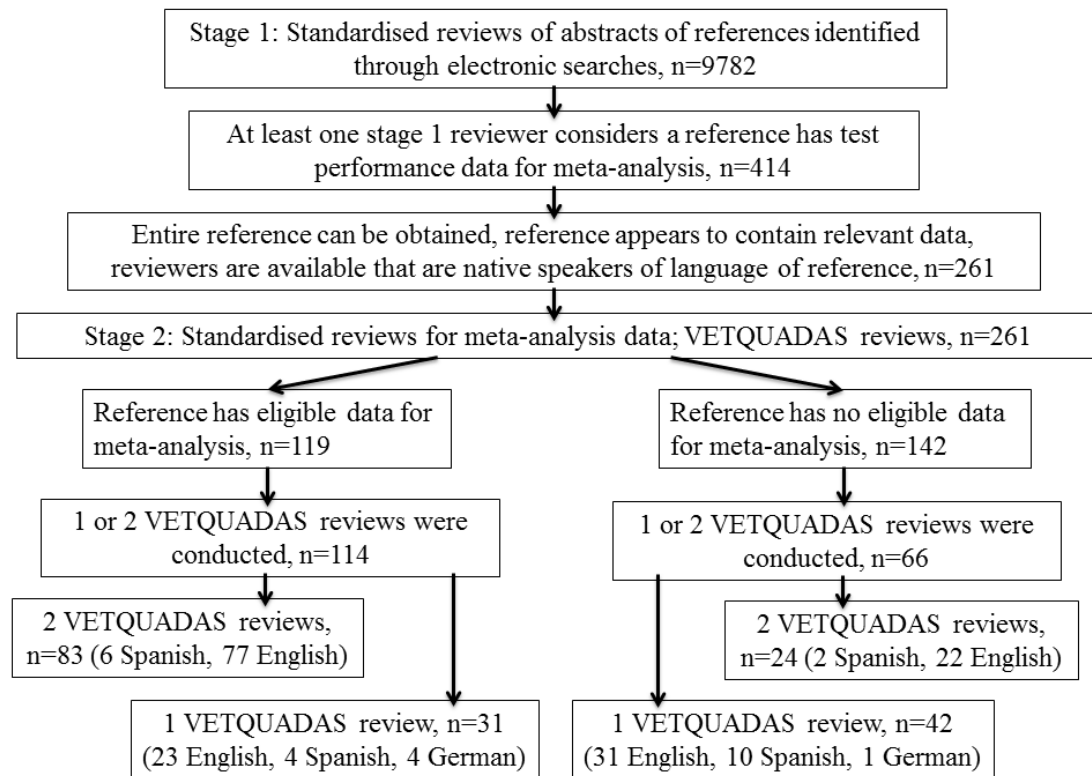 Stage 1: Standardised reviews of abstracts of references identified
through electronic searches, n=9782
At least one stage 1 reviewer considers a reference has test
performance data for meta-analysis, n=414
Entire reference can be obtained, reference appears to contain relevant data,
reviewers are available that are native speakers of language of reference, n=261
Stage 2: Standardised reviews for meta-analysis data; VETQUADAS reviews, n=261
Reference has eligible data for
meta-analysis, n=119
Reference has no eligible data
for meta-analysis, n=142
1 or 2 VETQUADAS reviews were
conducted, n=114
1 or 2 VETQUADAS reviews were
conducted, n=66
2 VETQUADAS reviews,
n=83 (6 Spanish, 77 English)
2 VETQUADAS reviews,
n=24 (2 Spanish, 22 English)
1 VETQUADAS review, n=31
(23 English, 4 Spanish, 4 German)
1 VETQUADAS review, n=42
(31 English, 10 Spanish, 1 German)